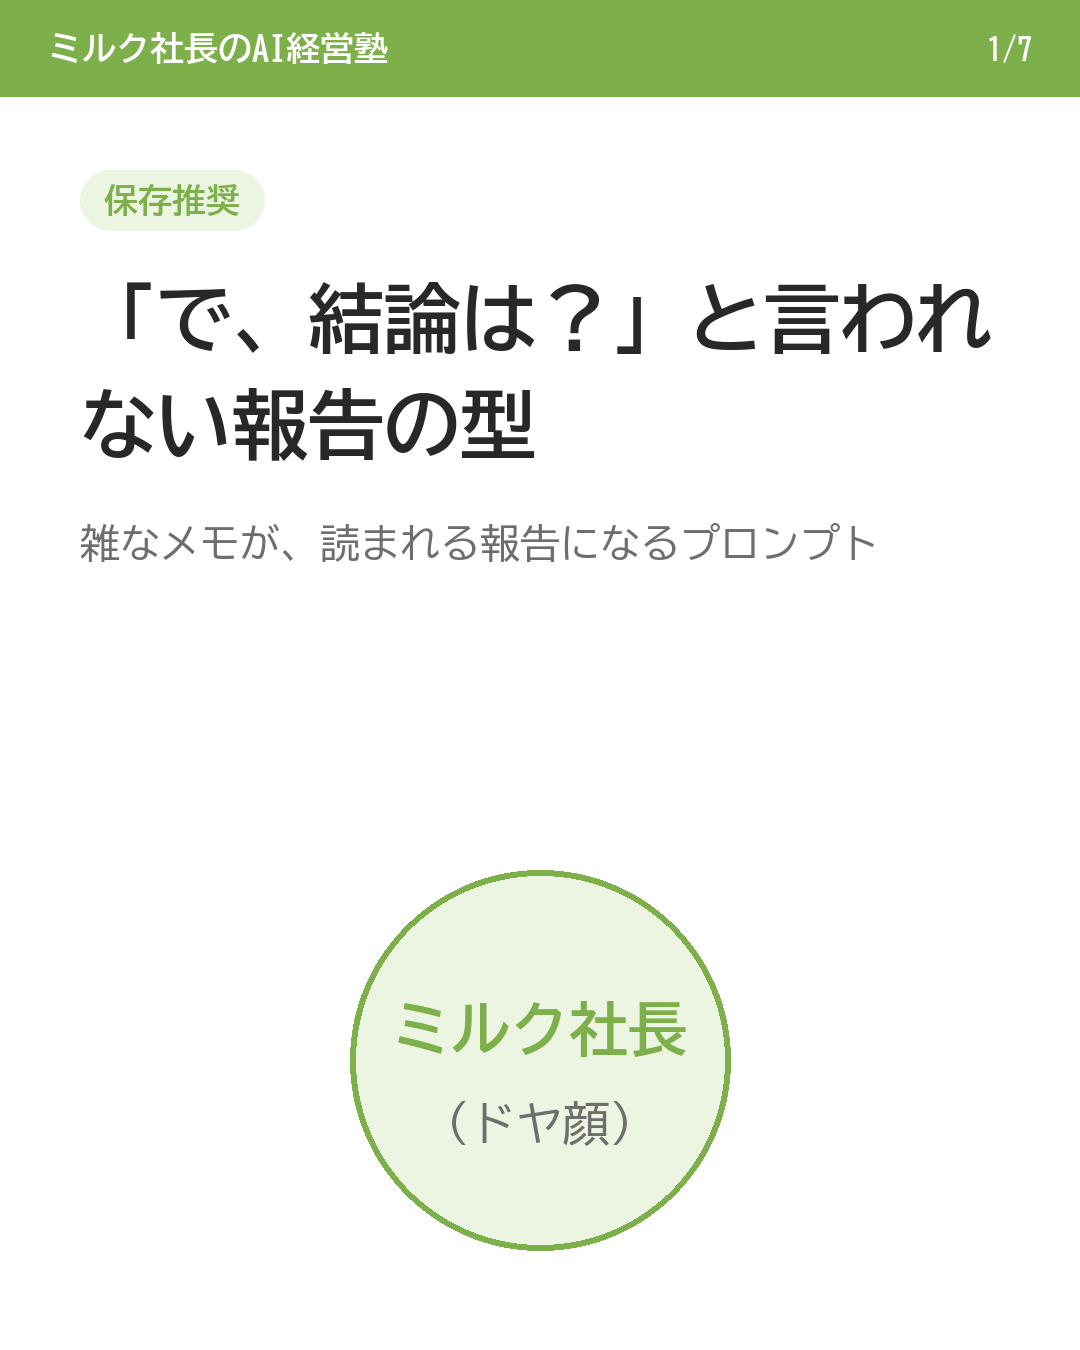 ミルク社長のAI経営塾
1/7
保存推奨
「で、結論は？」と言われ
ない報告の型
雑なメモが、読まれる報告になるプロンプト
ミルク社長
（ドヤ顔）